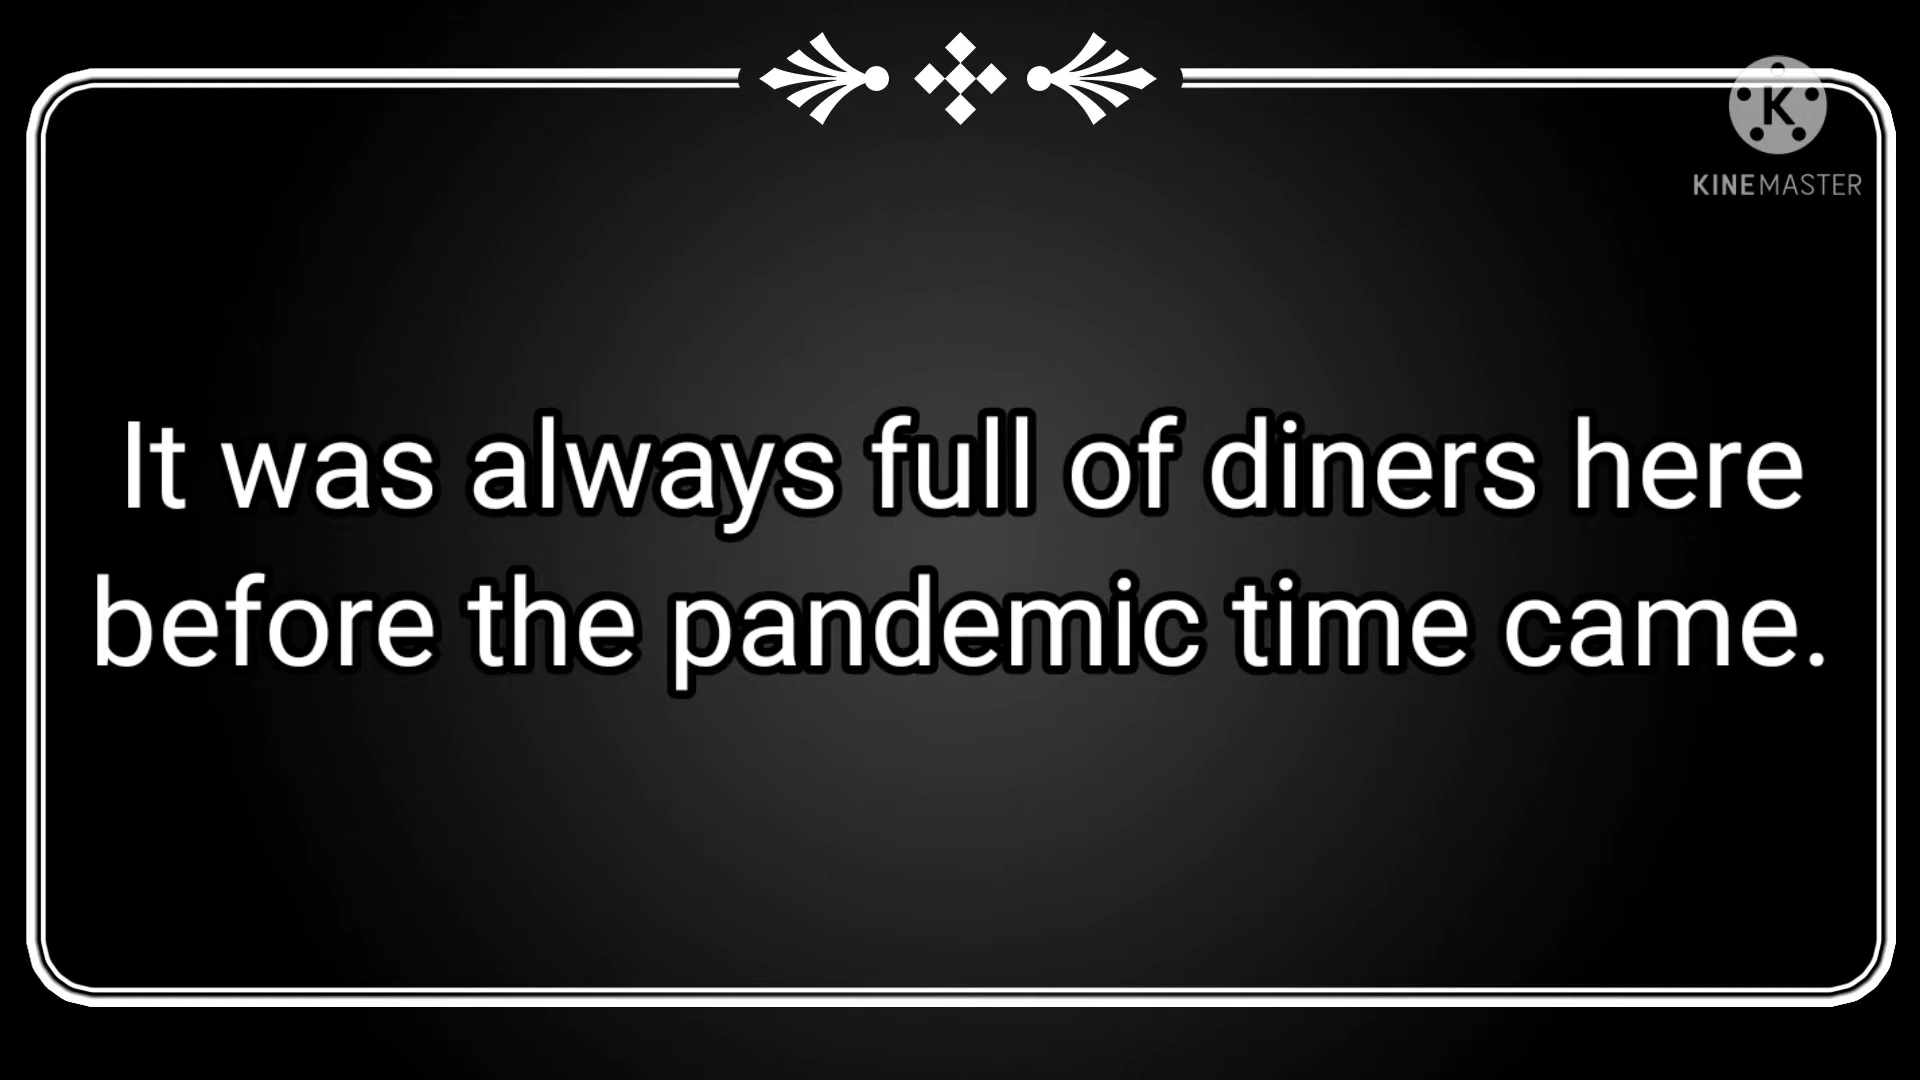 K
KINEMASTER
It was always full of diners here
before the pandemic time came.